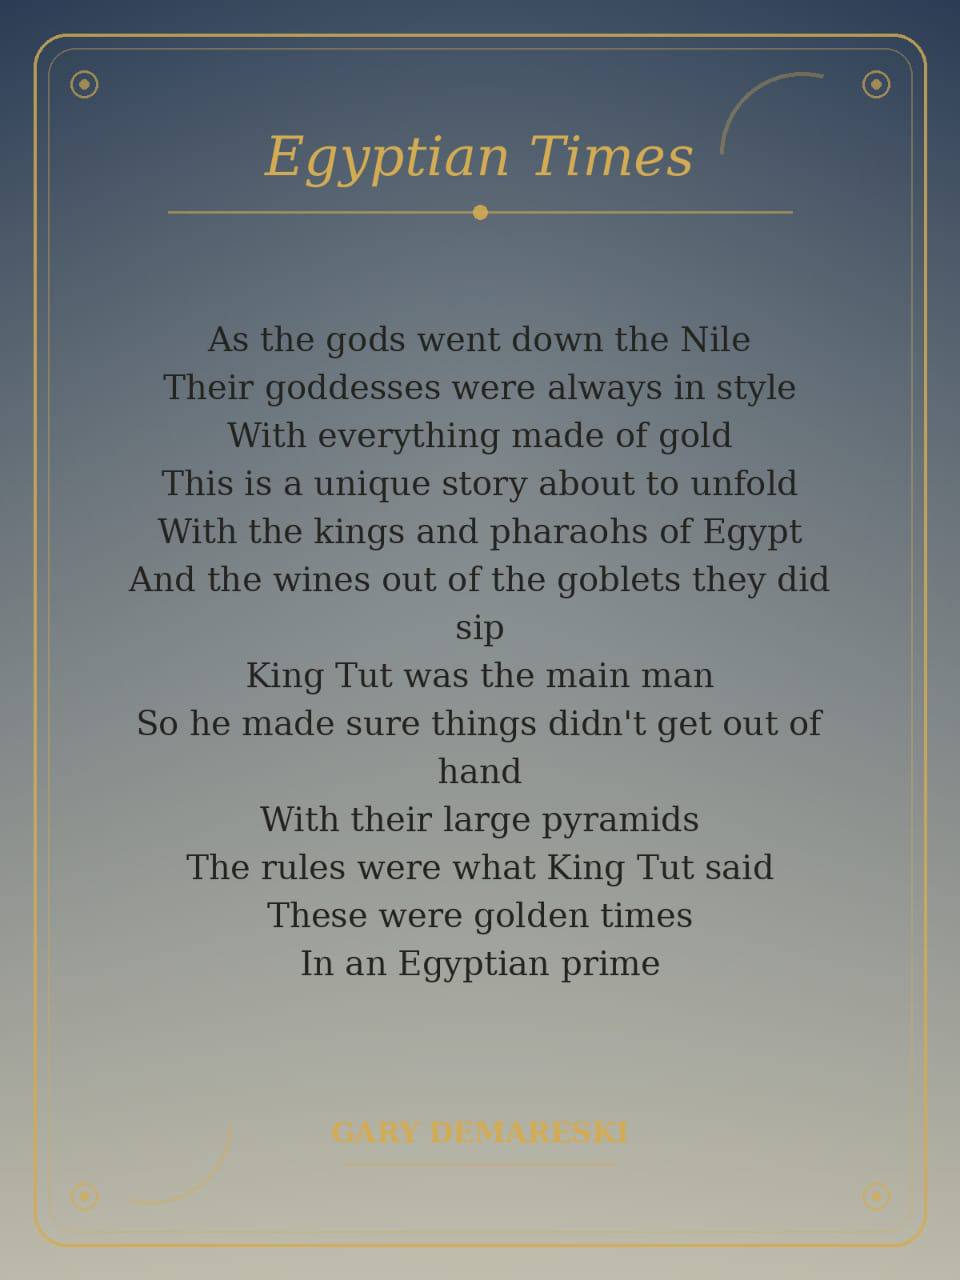 Egyptian Times
As the gods went down the Nile
Their goddesses were always in style
With everything made of gold
This is a unique story about to unfold
With the kings and pharaohs of Egypt
And the wines out of the goblets they did
sip
King Tut was the main man
So he made sure things didn't get out of
hand
With their large pyramids
The rules were what King Tut said
These were golden times
In an Egyptian prime
GARY DEMARESKI